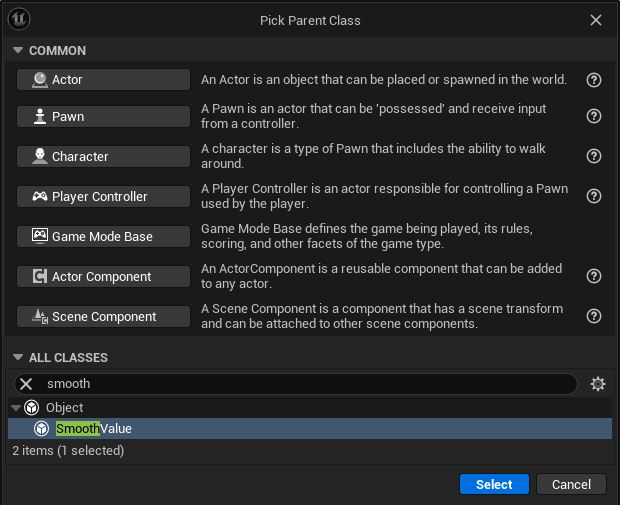 Pick Parent Class
COMMON
Actor
An Actor is an object that can be placed or spawned in the world.
Pawn
A Pawn is an actor that can be 'possessed' and receive input
from a controller.
Character
A character is a type of Pawn that includes the ability to walk
around.
Player Controller
A Player Controller is an actor responsible for controlling a Pawn
used by the player.
Game Mode Base
Game Mode Base defines the game being played, its rules,
scoring, and other facets of the game type.
Actor Component
An ActorComponent is a reusable component that can be added
to any actor.
Scene Component
A Scene Component is a component that has a scene transform
and can be attached to other scene components.
ALL CLASSES
smooth
Object
SmoothValue
2 items (1 selected)
Select
Cancel